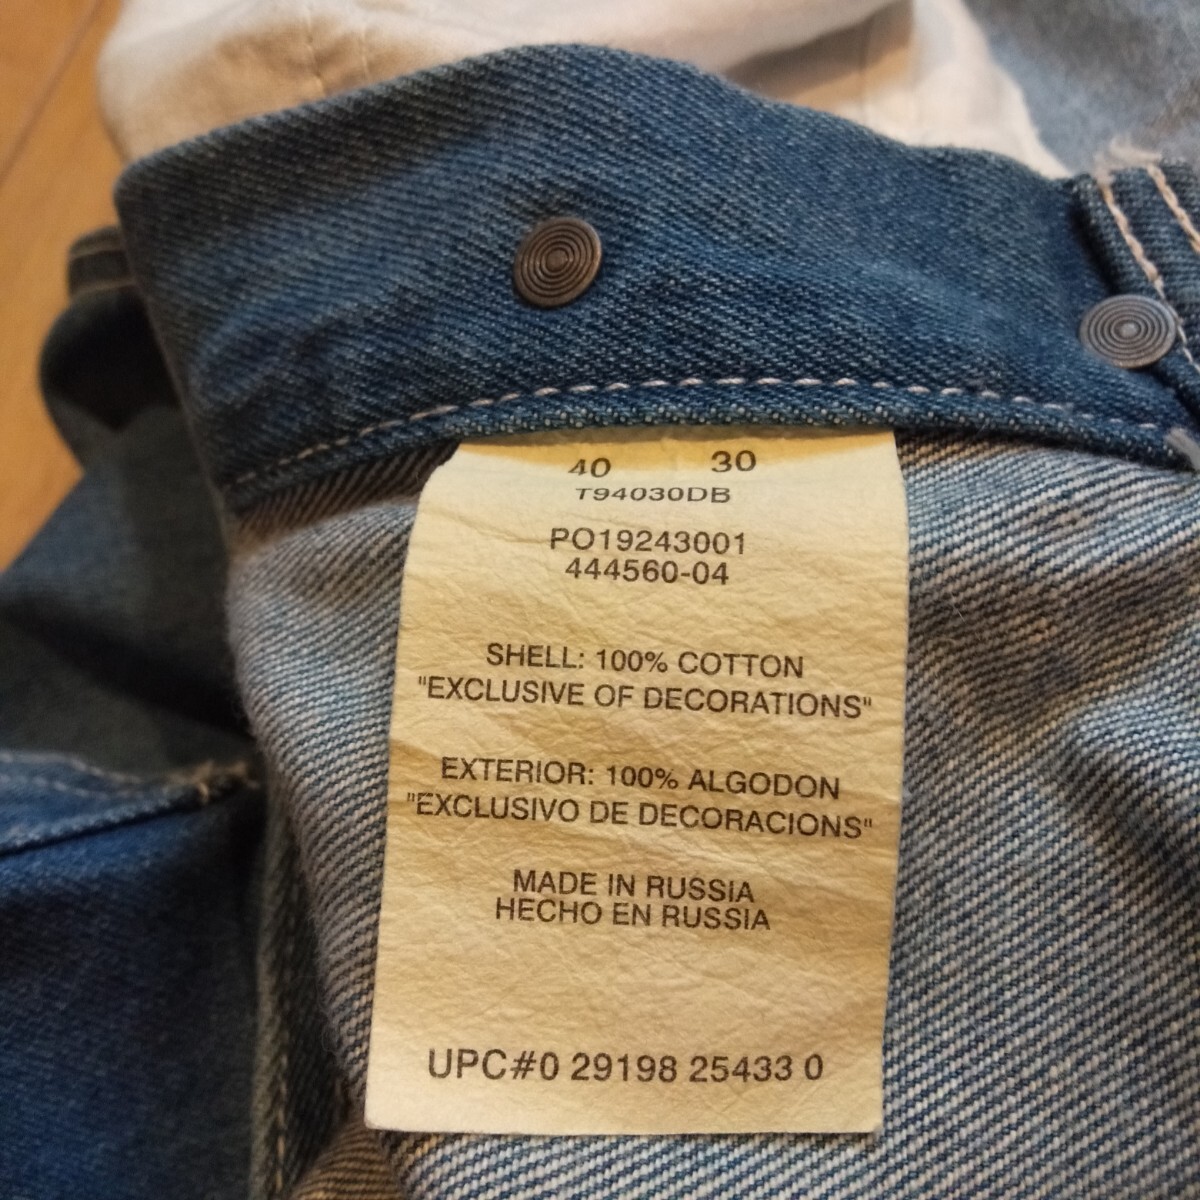 40 30
T94030DB
PO19243001
444560-04
SHELL: 100% COTTON
"EXCLUSIVE OF DECORATIONS"
EXTERIOR: 100% ALGODON
"EXCLUSIVO DE DECORACIONS"
MADE IN RUSSIA
HECHO EN RUSSIA
UPC#0 29198 25433 0